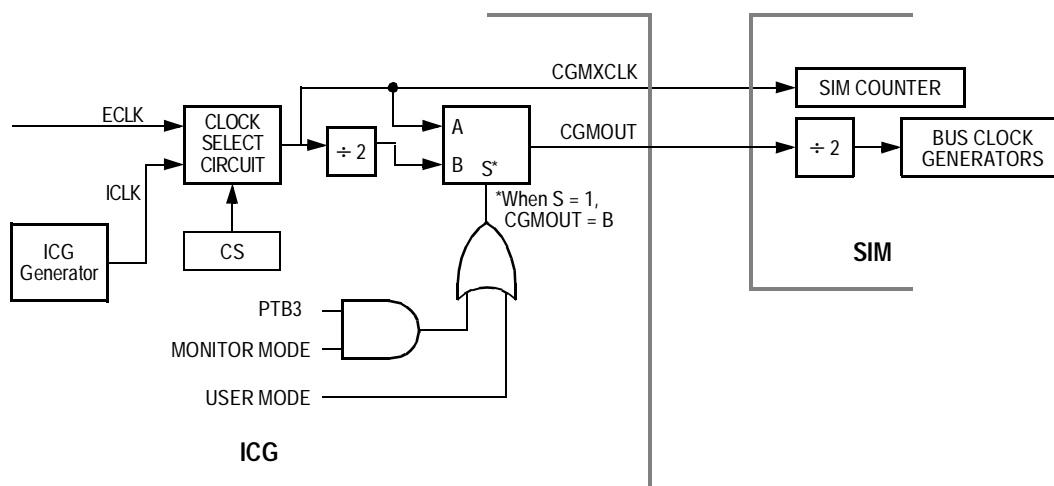 CGMXCLK
SIM COUNTER
ECLK
CLOCK
SELECT
CIRCUIT
A
CGMOUT
÷ 2
÷ 2
BUS CLOCK
GENERATORS
B
S*
ICLK
*When S = 1,
CGMOUT = B
ICG
Generator
CS
SIM
PTB3
MONITOR MODE
USER MODE
ICG